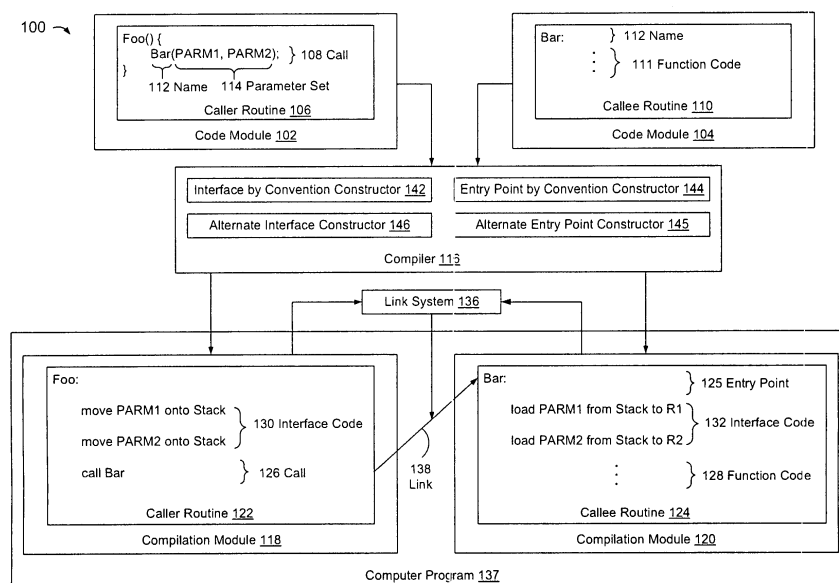 100
Foo() {
Bar(PARM1, PARM2);
} 108 Call
}
112 Name
114 Parameter Set
Caller Routine 106
Code Module 102
Bar:
} 112 Name
} 111 Function Code
Callee Routine 110
Code Module 104
Interface by Convention Constructor 142
Entry Point by Convention Constructor 144
Alternate Interface Constructor 146
Alternate Entry Point Constructor 145
Compiler 116
Link System 136
Foo:
move PARM1 onto Stack
move PARM2 onto Stack
} 130 Interface Code
call Bar
} 126 Call
Caller Routine 122
Compilation Module 118
138
Link
Bar:
} 125 Entry Point
load PARM1 from Stack to R1
load PARM2 from Stack to R2
} 132 Interface Code
} 128 Function Code
Callee Routine 124
Compilation Module 120
Computer Program 137